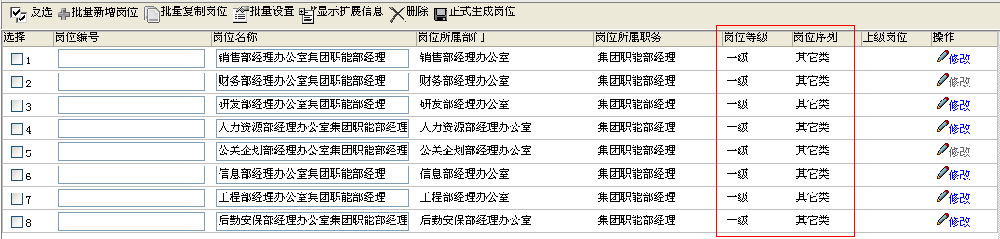 反选 批量新增岗位 批量复制岗位 批量设置 显示扩展信息 删除 正式生成岗位
选择 岗位编号 岗位名称 岗位所属部门 岗位所属职务 岗位等级 岗位序列 上级岗位 操作
1 销售部经理办公室集团职能部经理 销售部经理办公室 集团职能部经理 一级 其它类 修改
2 财务部经理办公室集团职能部经理 财务部经理办公室 集团职能部经理 一级 其它类 修改
3 研发部经理办公室集团职能部经理 研发部经理办公室 集团职能部经理 一级 其它类 修改
4 人力资源部经理办公室集团职能部经理 人力资源部经理办公室 集团职能部经理 一级 其它类 修改
5 公关企划部经理办公室集团职能部经理 公关企划部经理办公室 集团职能部经理 一级 其它类 修改
6 信息部经理办公室集团职能部经理 信息部经理办公室 集团职能部经理 一级 其它类 修改
7 工程部经理办公室集团职能部经理 工程部经理办公室 集团职能部经理 一级 其它类 修改
8 后勤安保部经理办公室集团职能部经理 后勤安保部经理办公室 集团职能部经理 一级 其它类 修改